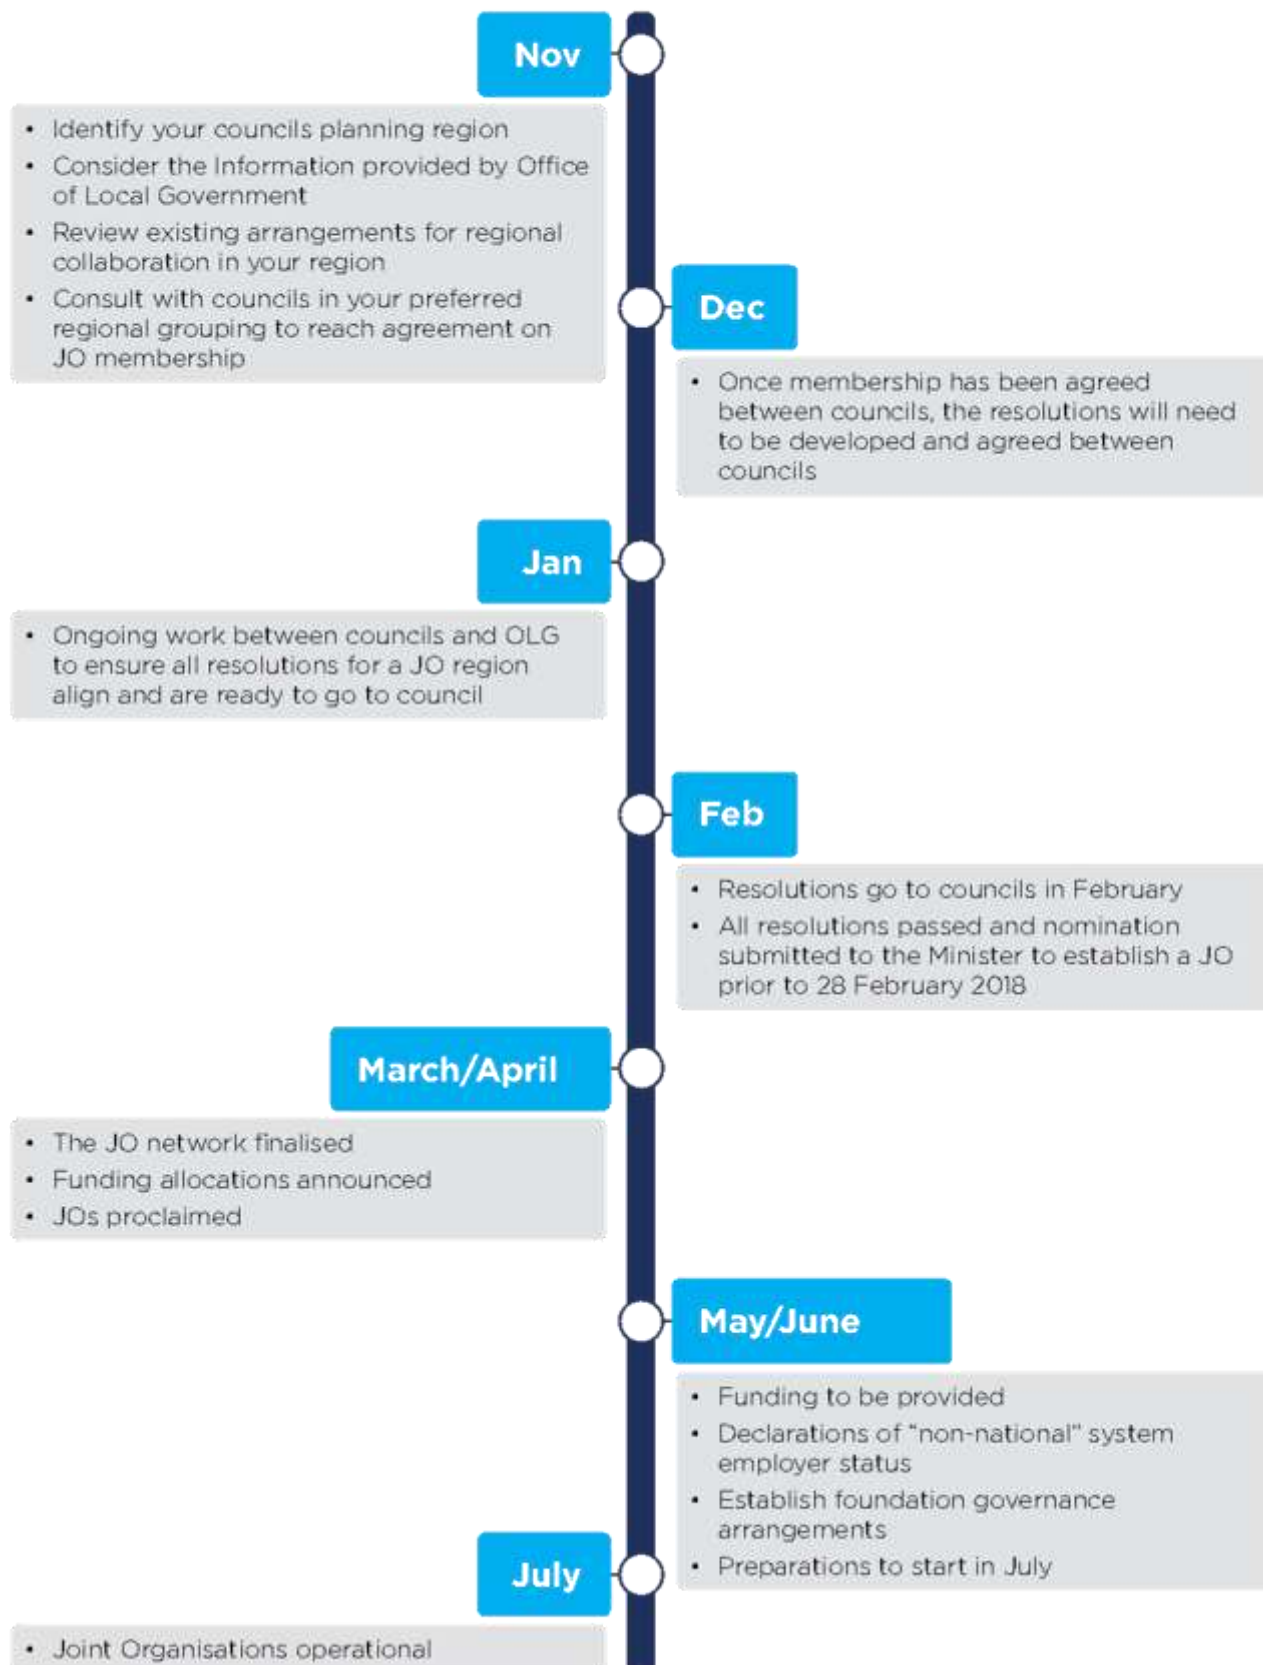 Nov
• Identify your councils planning region
• Consider the Information provided by Office
of Local Government
• Review existing arrangements for regional
collaboration in your region
• Consult with councils in your preferred
regional grouping to reach agreement on
JO membership
Dec
• Once membership has been agreed
between councils, the resolutions will need
to be developed and agreed between
councils
Jan
• Ongoing work between councils and OLG
to ensure all resolutions for a JO region
align and are ready to go to council
Feb
• Resolutions go to councils in February
• All resolutions passed and nomination
submitted to the Minister to establish a JO
prior to 28 February 2018
March/April
• The JO network finalised
• Funding allocations announced
• JOs proclaimed
May/June
• Funding to be provided
• Declarations of "non-national" system
employer status
• Establish foundation governance
arrangements
• Preparations to start in July
July
• Joint Organisations operational